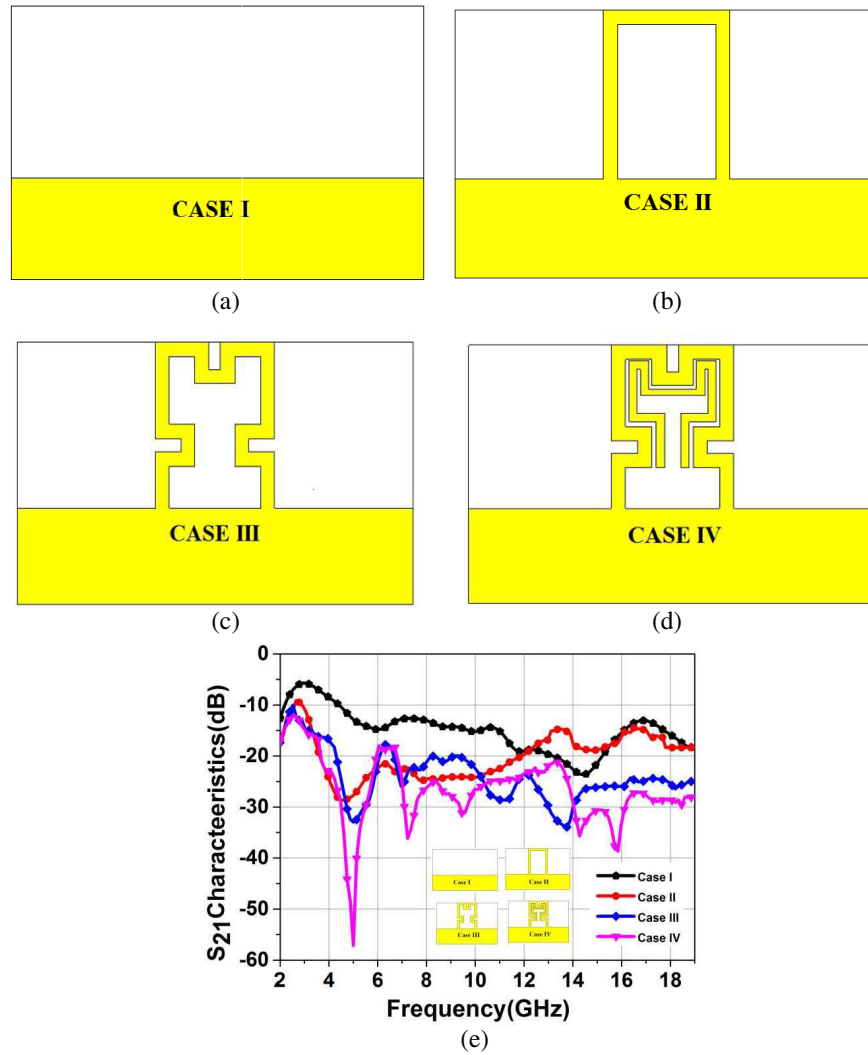 CASE I
CASE II
(a)
(b)
CASE III
CASE IV
(c)
(d)
S21Characteeristics(dB)
0
-10
-20
-30
-40
-50
-60
2
4
6
8
10
12
14
16
18
Frequency(GHz)
Case I
Case II
Case III
Case IV
Case I
Case II
Case III
Case IV
(e)